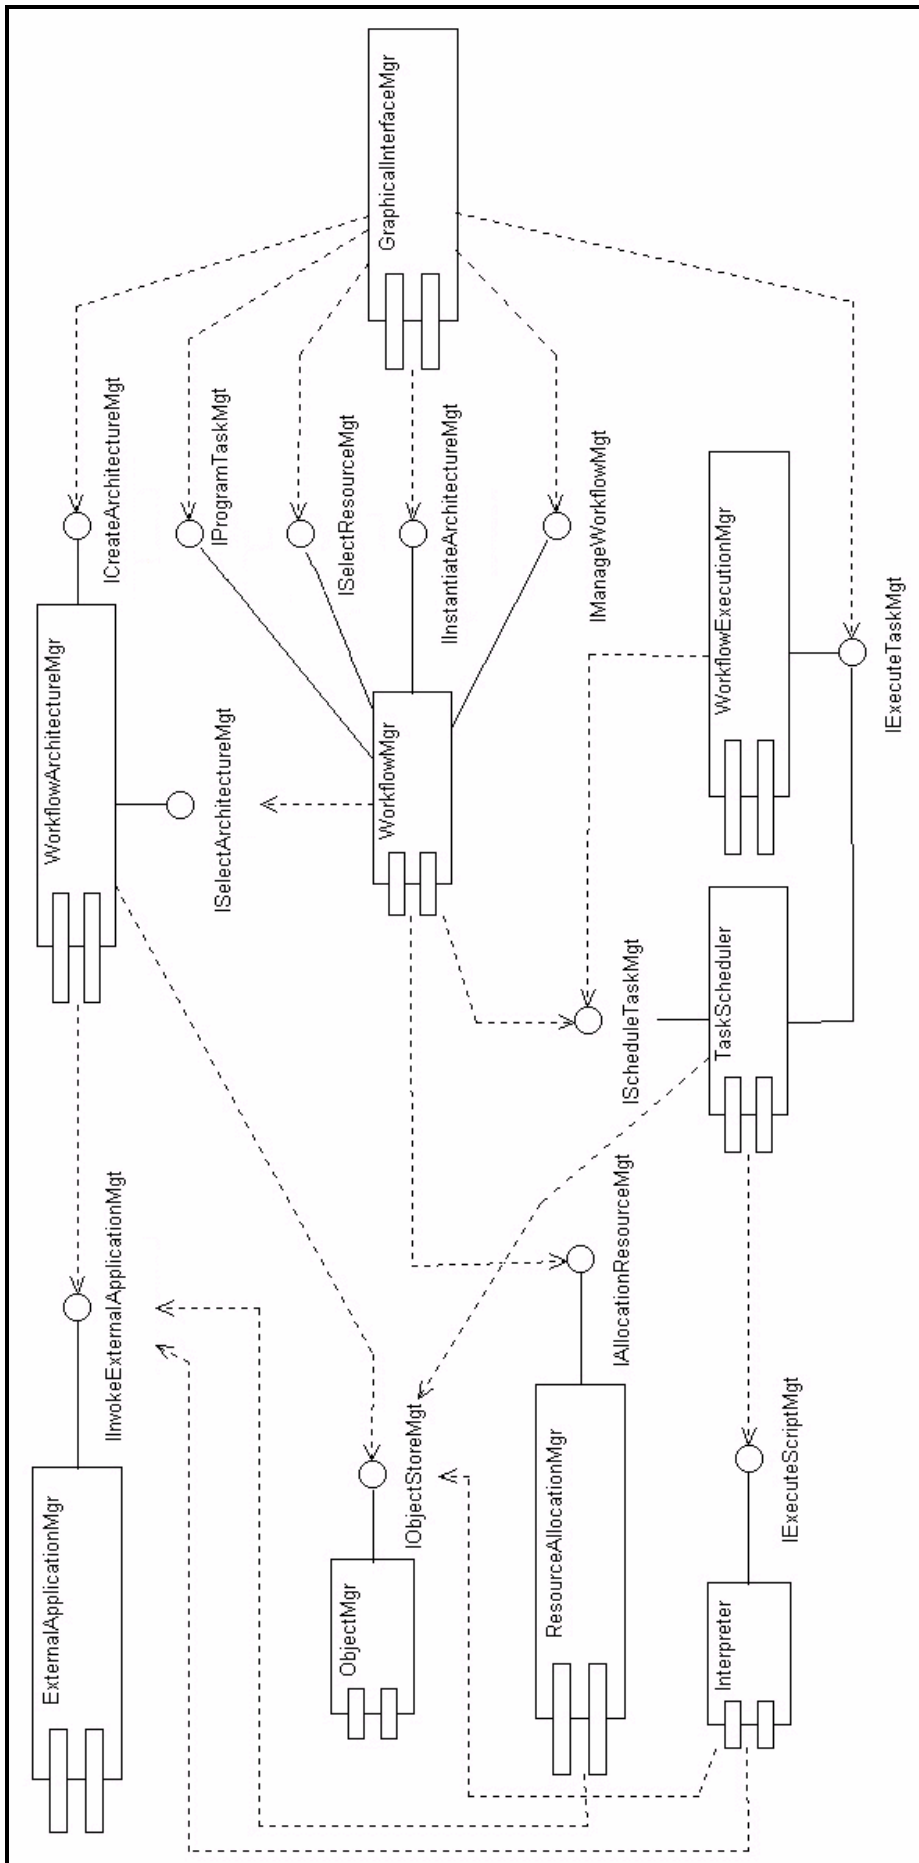 GraphicalInterfaceMgr
ICreateArchitectureMgt
IProgramTaskMgt
ISelectResourceMgt
IInstantiateArchitectureMgt
IManageWorkflowMgt
WorkflowArchitectureMgr
ISelectArchitectureMgt
WorkflowMgr
WorkflowExecutionMgr
IExecuteTaskMgt
IScheduleTaskMgt
TaskScheduler
IInvokeExternalApplicationMgt
IAllocationResourceMgt
ExternalApplicationMgr
IObjectStoreMgt
ObjectMgr
ResourceAllocationMgr
IExecuteScriptMgt
Interpreter